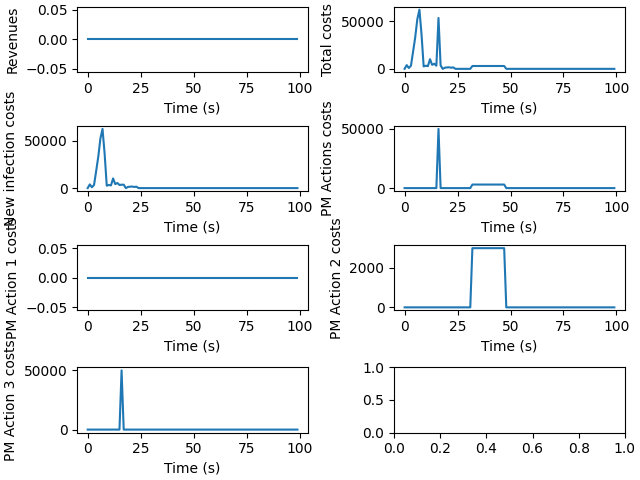 Revenues
0.05
0.00
−0.05
0 25 50 75 100
Time (s)
Total costs
50000
0
0 25 50 75 100
Time (s)
New infection costs
50000
0
0 25 50 75 100
Time (s)
PM Actions costs
50000
0
0 25 50 75 100
Time (s)
PM Action 1 costs
0.05
0.00
−0.05
0 25 50 75 100
Time (s)
PM Action 2 costs
2000
0
0 25 50 75 100
Time (s)
PM Action 3 costs
50000
0
0 25 50 75 100
Time (s)
1.0
0.5
0.0
0.0 0.2 0.4 0.6 0.8 1.0